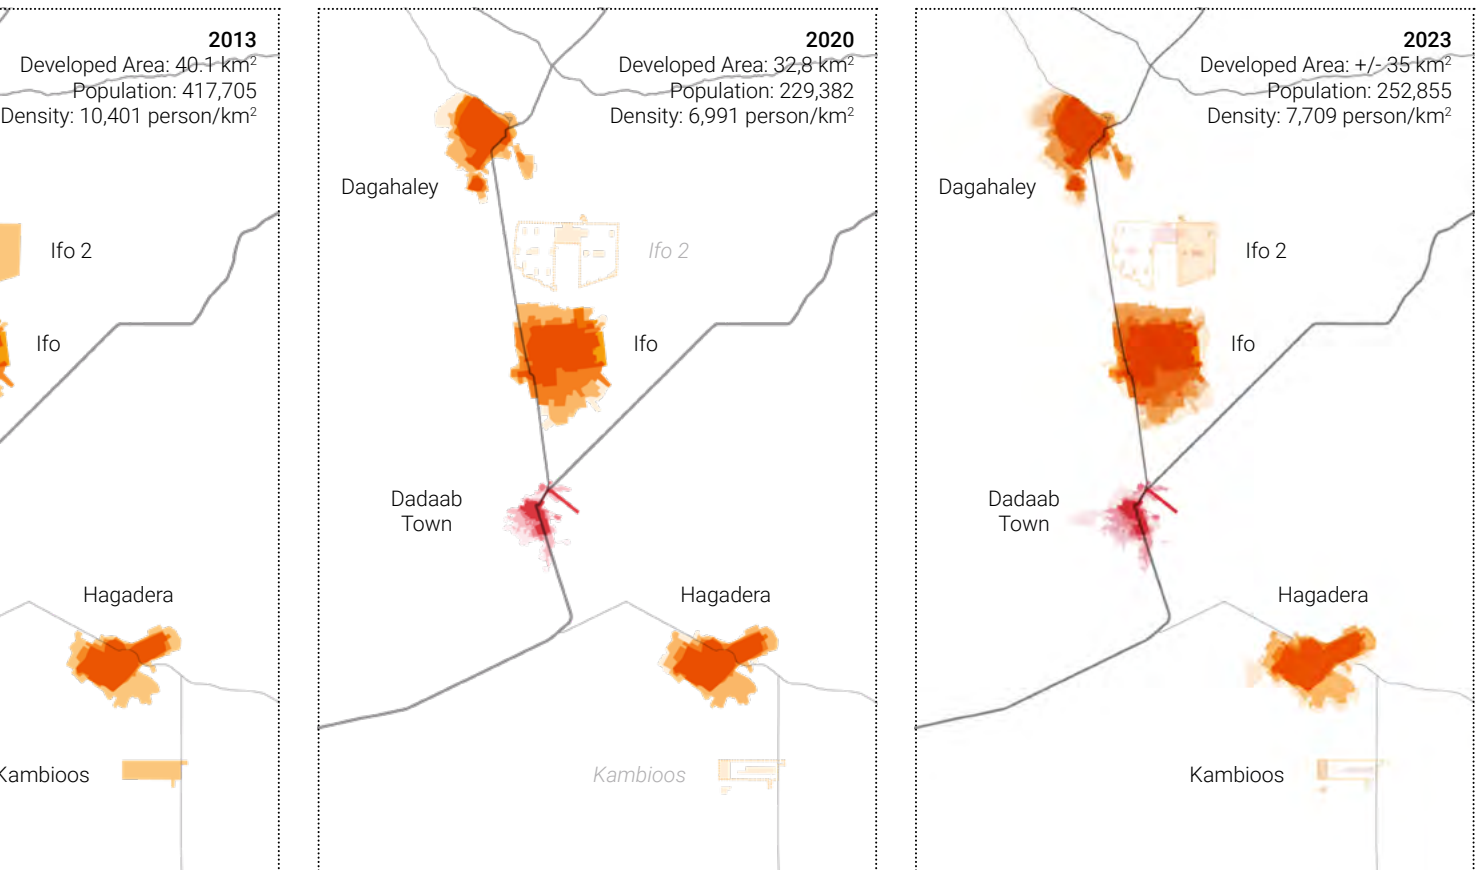 2013
Developed Area: 40.1 km²
Population: 417,705
Density: 10,401 person/km²
Ifo 2
Ifo
Hagadera
Kambioos
2020
Developed Area: 32,8 km²
Population: 229,382
Density: 6,991 person/km²
Dagahaley
Ifo 2
Ifo
Dadaab
Town
Hagadera
Kambioos
2023
Developed Area: +/- 35 km²
Population: 252,855
Density: 7,709 person/km²
Dagahaley
Ifo 2
Ifo
Dadaab
Town
Hagadera
Kambioos